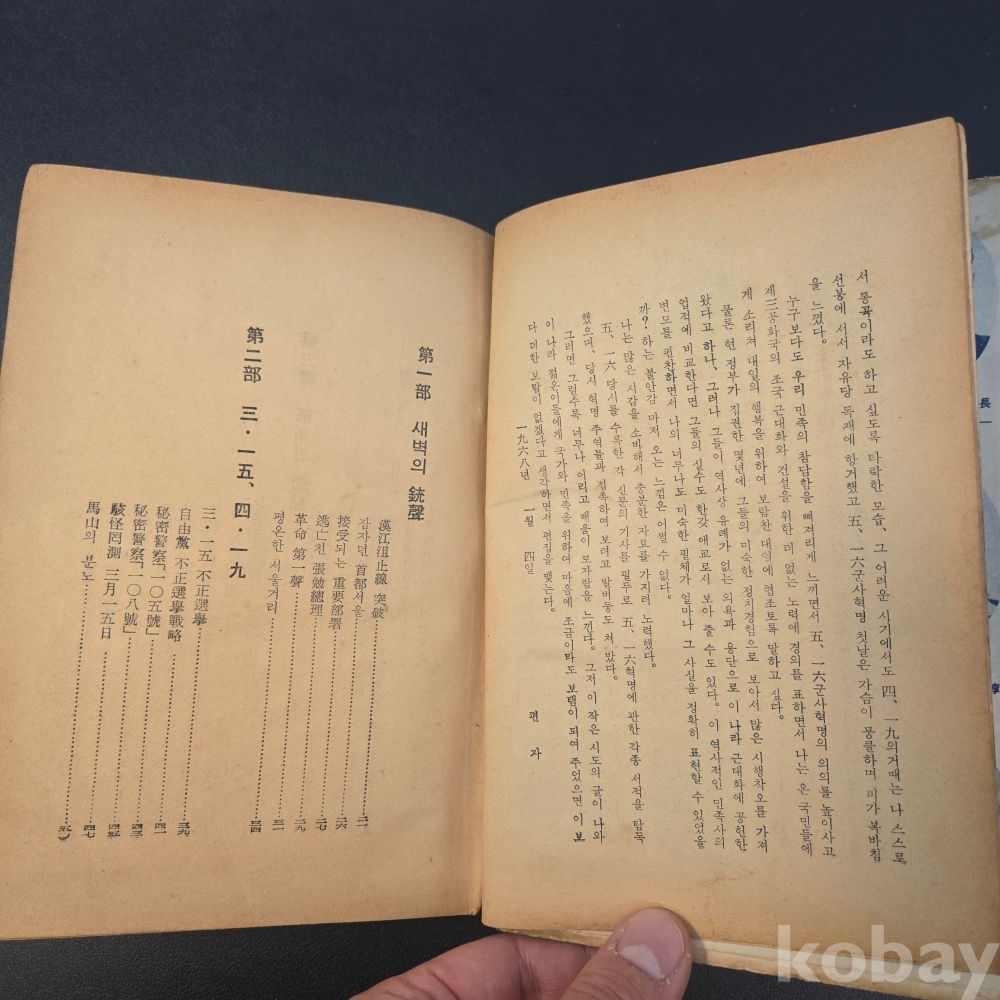 서 통곡이라도 하고 싶도록 타락한 모습、그 어려운 시기에서도 四、一九의거때는 나 스스로
선봉에 서서 자유당 독재에 항거했고 五、一六군사혁명 첫날은 가슴이 뭉클하며 피가 복바침
을 느꼈다。
누구보다도 우리 민족의 참담함을 뼈저리게 느끼면서 五、一六군사혁명의 의의를 높이사고
제三공화국의 조국 근대화와 건설을 위한 더 없는 노력에 경의를 표하면서 나는 온 국민들에
게 소리쳐 대일의 행복을 위하여 보람찬 대열에 협조토록 말하고 싶다。
물론 현 정부가 집권한 몇년에 그들의 미숙한 정치경험으로 보아서 많은 시행착오를 가져
왔다고 하나、그러나 그들이 역사상 유례가 없는 의욕과 용단으로 이 나라 근대화에 공헌한
업적에 비교한다면 그들의 실수도 한갖 애교로서 보아 줄 수도 있다。이 역사적인 민족사의
변모를 편찬하면서 나의 너무나도 미숙한 필체가 얼마나 그 사실을 정확히 표현할 수 있었을
까? 하는 불안감 마저 오는 느낌은 어쩔 수 없다。
나는 많은 시간을 소비해서 충분한 자료를 가지려 노력했다。
五、一六 당시를 수록한 각 신문의 기사를 필두로 五、一六혁명에 관한 각종 서적을 탐독
했으며、당시 혁명 주역들과 접촉하여 보려고 발버둥도 쳐 봤다。
그러면 그럴수록 너무나 어리고 배움이 모자람을 느낀다。그저 이 작은 시도의 글이 나와
이 나라 젊은이들에게 국가와 민족을 위하여 마음에 조금이라도 보탬이 되여 주었으면 이 보
다 더한 보람이 없겠다고 생각하면서 편집을 맺는다。
一九六八년 一월 四일
편 자
第一部 새벽의 銃聲
漢江沮止線 突破
잠자던 首都서울 二一
接受되는 重要部署 二六
逃亡친 張勉總理 二七
革命 第一聲 二九
평온한 서울거리
第二部 三・一五、四・一九
三・一五 不正選擧 三九
自由黨 不正選擧戰略 四一
秘密警察「一〇五號」
秘密警察「一〇八號」
駭怪罔測 三月一五日
馬山의 분노 四七
長
kobay